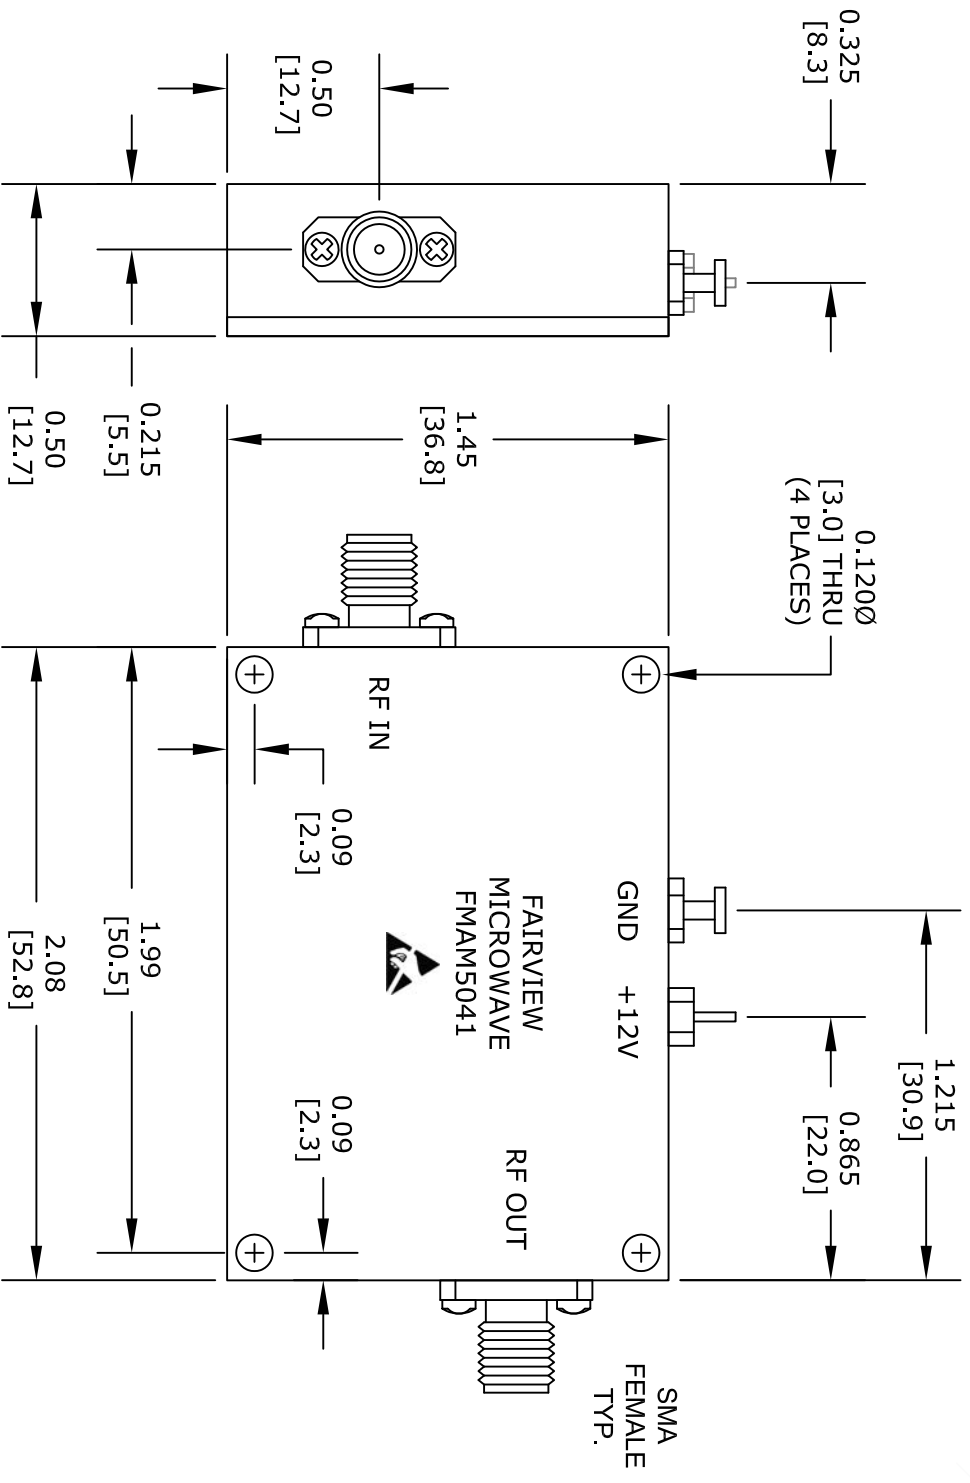 0.325
[8.3]
0.50
[12.7]
0.50
[12.7]
0.215
[5.5]
1.45
[36.8]
0.120Ø
[3.0] THRU
(4 PLACES)
RF IN
0.09
[2.3]
GND
+12V
FAIRVIEW
MICROWAVE
FMAM5041
1.215
[30.9]
0.865
[22.0]
RF OUT
0.09
[2.3]
1.99
[50.5]
2.08
[52.8]
SMA
FEMALE
TYP.